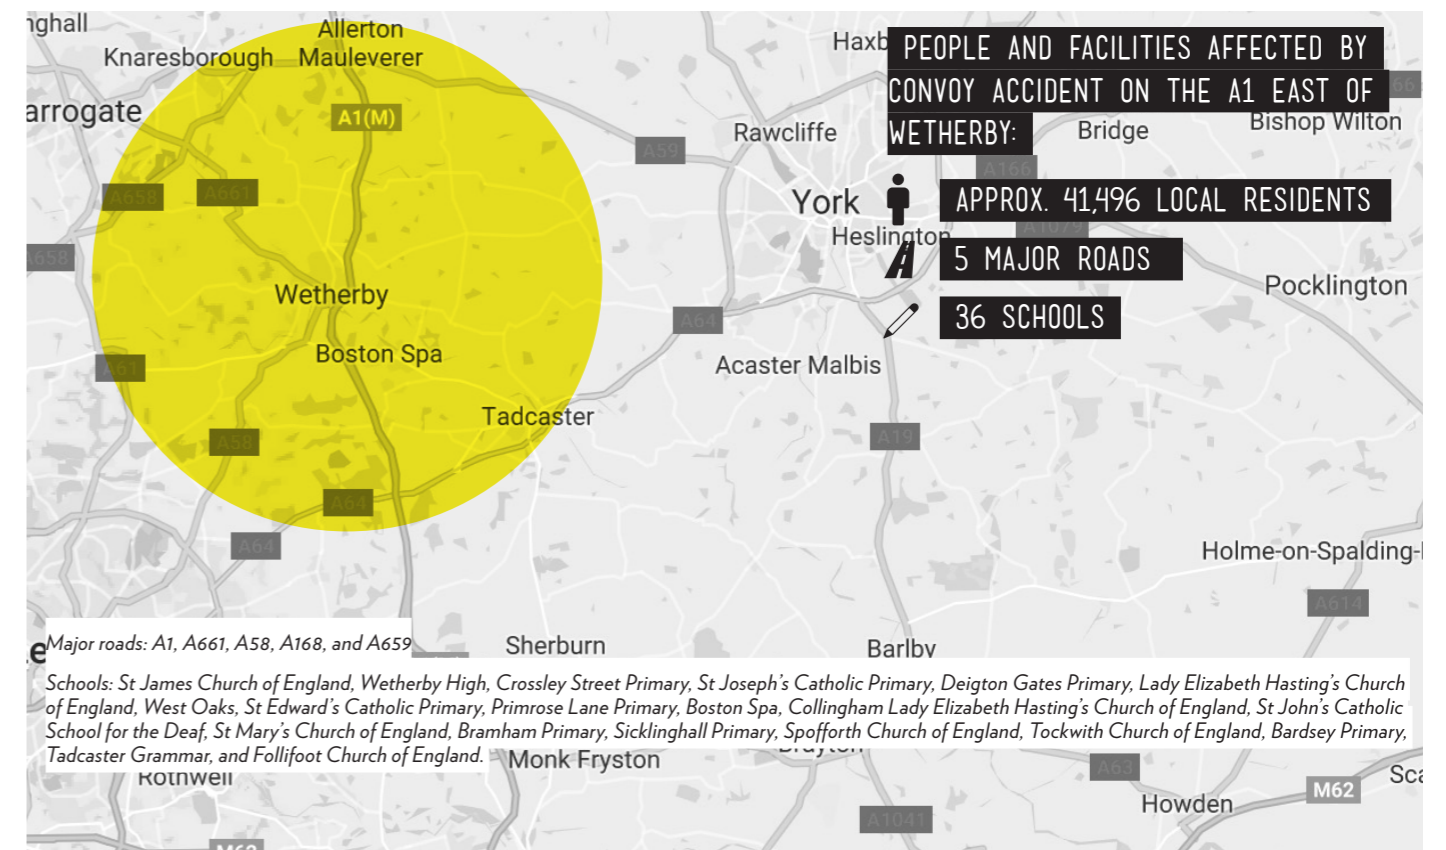 nghall
Allerton
Mauleverer
Knaresborough
arrogate
A1(M)
A59
Rawcliffe
Haxb
PEOPLE AND FACILITIES AFFECTED BY
CONVOY ACCIDENT ON THE A1 EAST OF
WETHERBY:
66
Bridge
Bishop Wilton
A166
A658
A661
York
APPROX. 41,496 LOCAL RESIDENTS
Heslington
A1079
A658
5 MAJOR ROADS
Wetherby
Pocklington
A64
36 SCHOOLS
Boston Spa
A61
Acaster Malbis
Tadcaster
A58
A19
A64
A64
Holme-on-Spalding-
A614
Major roads: A1, A661, A58, A168, and A659
Sherburn
Barlby
Schools: St James Church of England, Wetherby High, Crossley Street Primary, St Joseph's Catholic Primary, Deigton Gates Primary, Lady Elizabeth Hasting's Church
of England, West Oaks, St Edward's Catholic Primary, Primrose Lane Primary, Boston Spa, Collingham Lady Elizabeth Hasting's Church of England, St John's Catholic
School for the Deaf, St Mary's Church of England, Bramham Primary, Sicklinghall Primary, Spofforth Church of England, Tockwith Church of England, Bardsey Primary,
Tadcaster Grammar, and Follifoot Church of England.
Drayton
Monk Fryston
Rothwell
A63
Sca
M62
Howden
A1041
M62